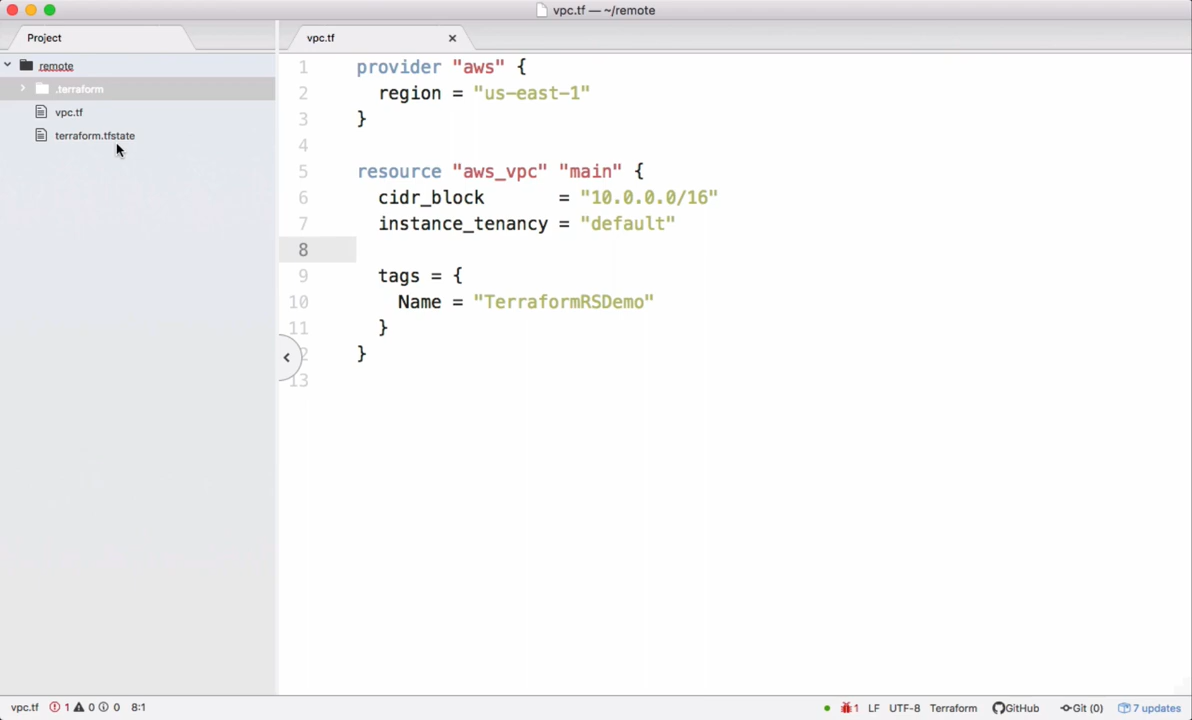 vpc.tf — ~/remote
Project
vpc.tf
remote
.terraform
vpc.tf
terraform.tfstate
1 provider "aws" {
2 region = "us-east-1"
3 }
4
5 resource "aws_vpc" "main" {
6 cidr_block = "10.0.0.0/16"
7 instance_tenancy = "default"
8
9 tags = {
10 Name = "TerraformRSDemo"
11 }
2 }
13
vpc.tf 1 0 0 8:1 1 LF UTF-8 Terraform GitHub Git (0) 7 updates